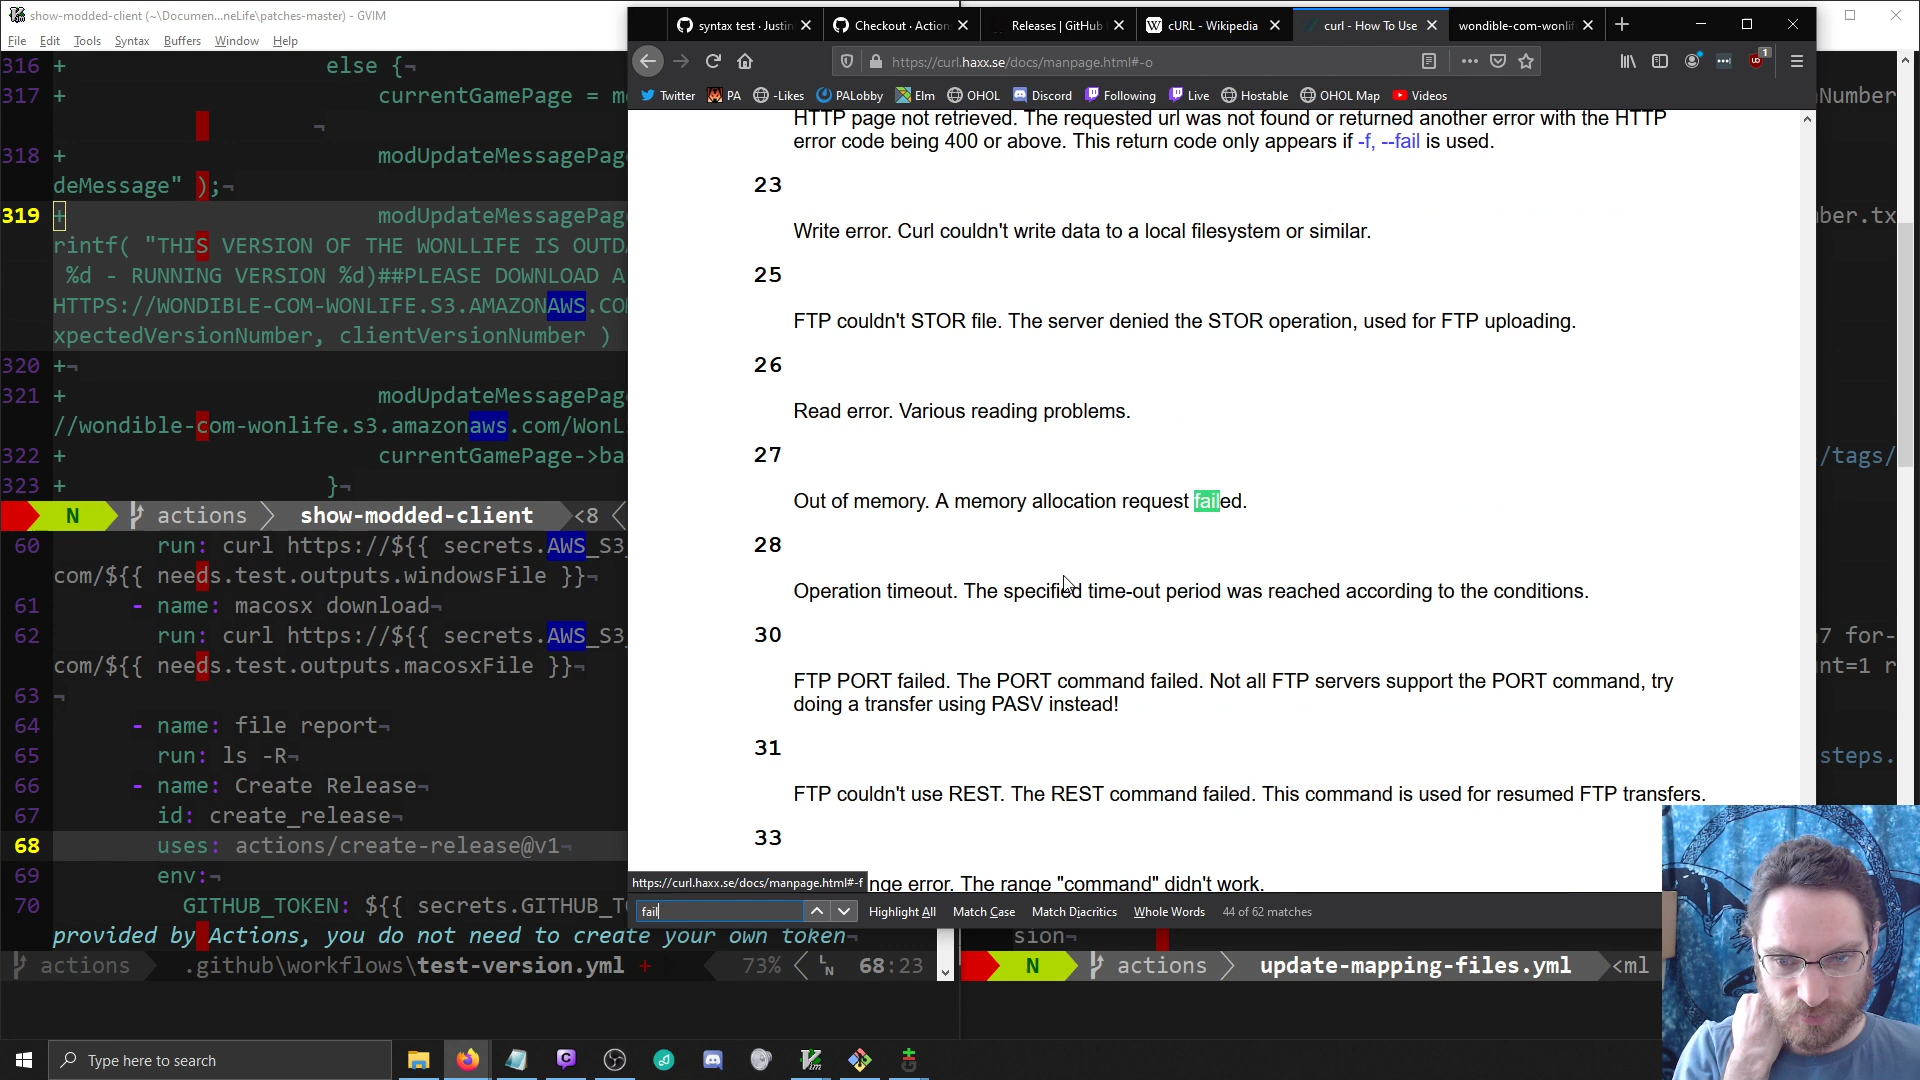 show-modded-client (~\Documen...neLife\patches-master) - GVIM
File Edit Tools Syntax Buffers Window Help
316 + else {¬
317 + currentGamePage = m
¬
318 + modUpdateMessagePag
deMessage" );¬
319 + modUpdateMessagePag
rintf( "THIS VERSION OF THE WONLLIFE IS OUTD
%d - RUNNING VERSION %d)##PLEASE DOWNLOAD A
HTTPS://WONDIBLE-COM-WONLIFE.S3.AMAZONAWS.CO
xpectedVersionNumber, clientVersionNumber )
320 +¬
321 + modUpdateMessagePag
//wondible-com-wonlife.s3.amazonaws.com/WonL
322 + currentGamePage->ba
323 + }¬
N actions show-modded-client <8
60 run: curl https://${{ secrets.AWS_S3
com/${{ needs.test.outputs.windowsFile }}¬
61 - name: macosx download¬
62 run: curl https://${{ secrets.AWS_S3
com/${{ needs.test.outputs.macosxFile }}¬
63 ¬
64 - name: file report¬
65 run: ls -R¬
66 - name: Create Release¬
67 id: create_release¬
68 uses: actions/create-release@v1¬
69 env:¬
70 GITHUB_TOKEN: ${{ secrets.GITHUB_T
provided by Actions, you do not need to create your own token¬
actions .github\workflows\test-version.yml + 73% LN 68:23
syntax test · Justin
Checkout · Action
Releases | GitHub
cURL - Wikipedia
curl - How To Use
wondible-com-wonlif
https://curl.haxx.se/docs/manpage.html#-o
Twitter PA -Likes PALobby Elm OHOL Discord Following Live Hostable OHOL Map Videos
HTTP page not retrieved. The requested url was not found or returned another error with the HTTP
error code being 400 or above. This return code only appears if -f, --fail is used.
23
Write error. Curl couldn't write data to a local filesystem or similar.
25
FTP couldn't STOR file. The server denied the STOR operation, used for FTP uploading.
26
Read error. Various reading problems.
27
Out of memory. A memory allocation request failed.
28
Operation timeout. The specified time-out period was reached according to the conditions.
30
FTP PORT failed. The PORT command failed. Not all FTP servers support the PORT command, try
doing a transfer using PASV instead!
31
FTP couldn't use REST. The REST command failed. This command is used for resumed FTP transfers.
33
nge error. The range "command" didn't work.
https://curl.haxx.se/docs/manpage.html#-f
fail Highlight All Match Case Match Diacritics Whole Words 44 of 62 matches
nNumber
ber.tx
/tags/
7 for-
nt=1 r
steps.
sion¬
N actions update-mapping-files.yml <ml
Type here to search